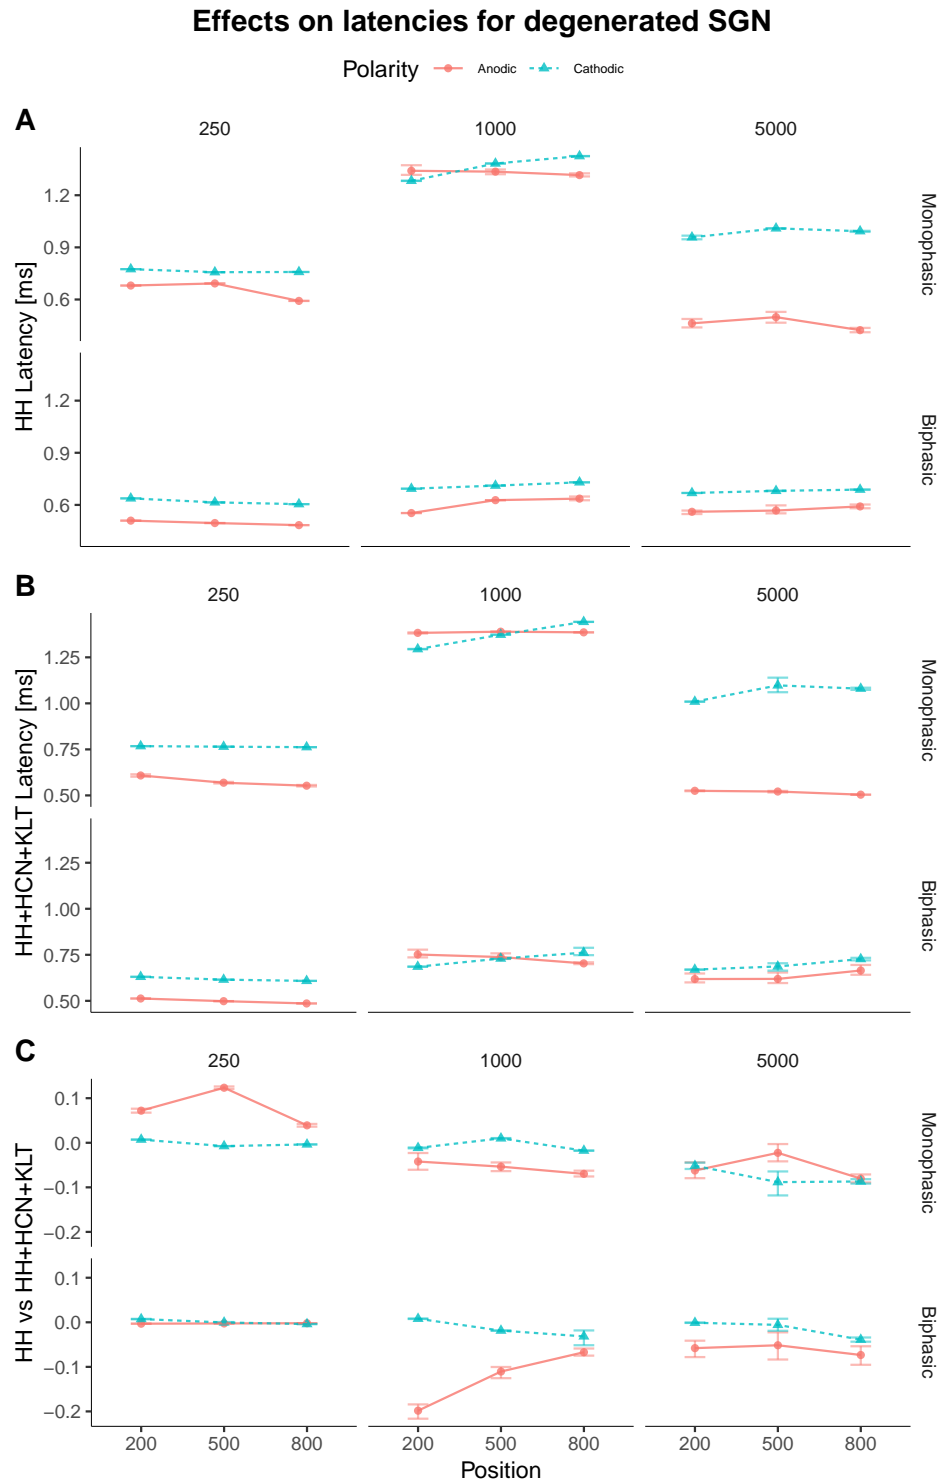 Effects on latencies for degenerated SGN
Polarity Anodic Cathodic
A
250 1000 5000
HH Latency [ms]
1.2
0.9
0.6
Monophasic
1.2
0.9
0.6
Biphasic
B
250 1000 5000
HH+HCN+KLT Latency [ms]
1.25
1.00
0.75
0.50
Monophasic
1.25
1.00
0.75
0.50
Biphasic
C
250 1000 5000
HH vs HH+HCN+KLT
0.1
0.0
−0.1
−0.2
Monophasic
0.1
0.0
−0.1
−0.2
Biphasic
200 500 800 200 500 800 200 500 800
Position